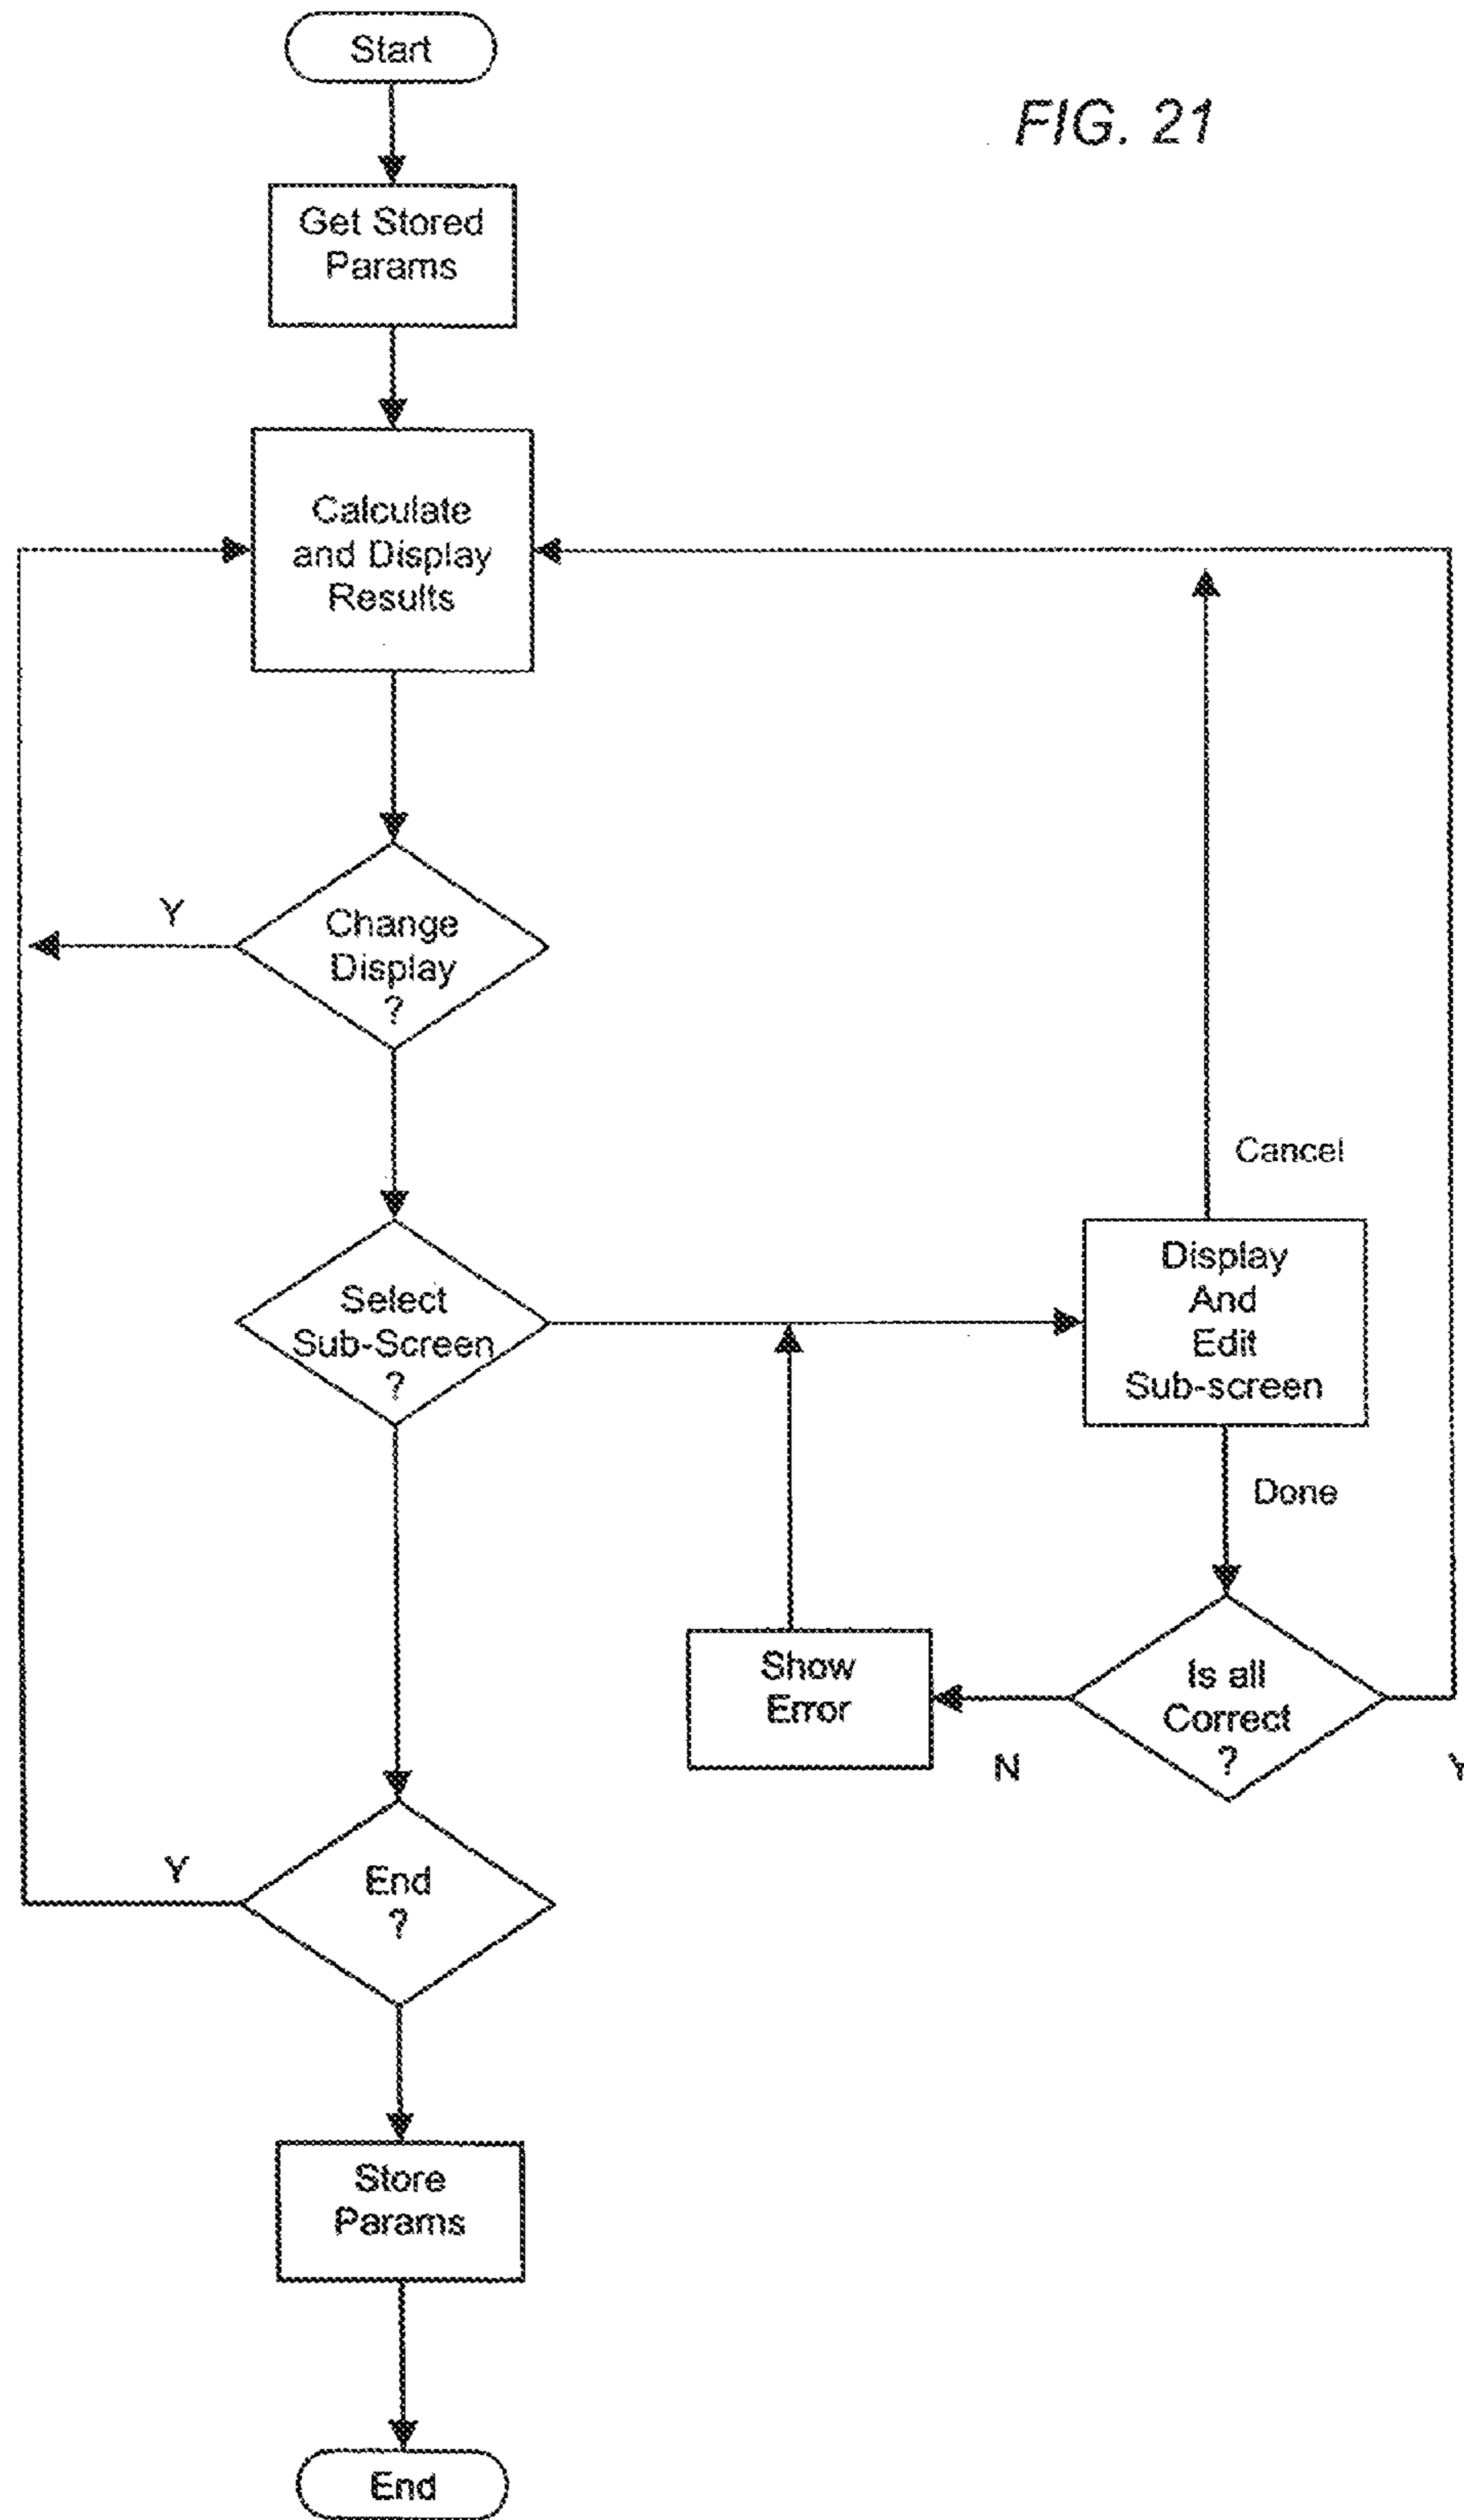 Start
FIG. 21
Get Stored
Params
Calculate
and Display
Results
Y
Change
Display
?
Cancel
Select
Sub-Screen
?
Display
And
Edit
Sub-screen
Done
Show
Error
Is all
Correct
?
N
Y
Y
End
?
Store
Params
End